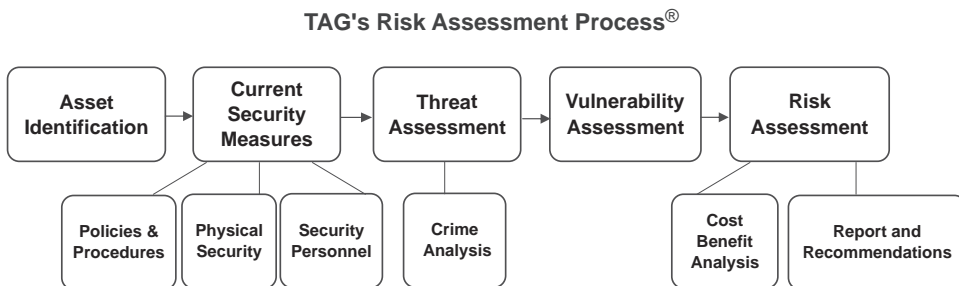 TAG's Risk Assessment Process®
Asset
Identification
Current
Security
Measures
Threat
Assessment
Vulnerability
Assessment
Risk
Assessment
Policies &
Procedures
Physical
Security
Security
Personnel
Crime
Analysis
Cost
Benefit
Analysis
Report and
Recommendations